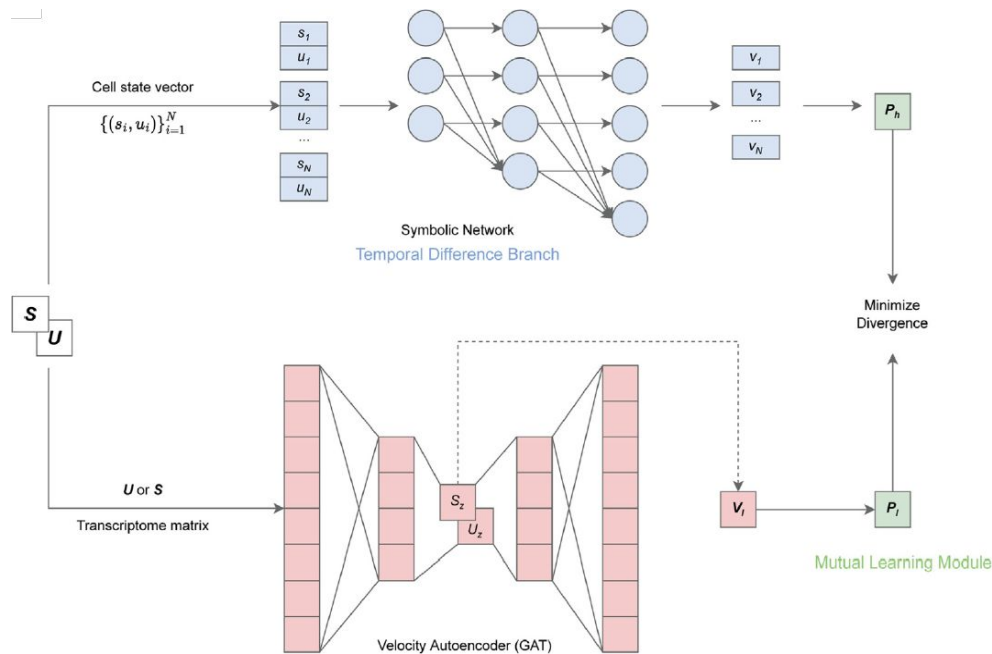 Cell state vector
{(s_i, u_i)}_{i=1}^N
s_1
u_1
s_2
u_2
...
s_N
u_N
Symbolic Network
Temporal Difference Branch
v_1
v_2
...
v_N
P_h
Minimize
Divergence
S
U
U or S
Transcriptome matrix
S_z
U_z
V_l
P_l
Mutual Learning Module
Velocity Autoencoder (GAT)